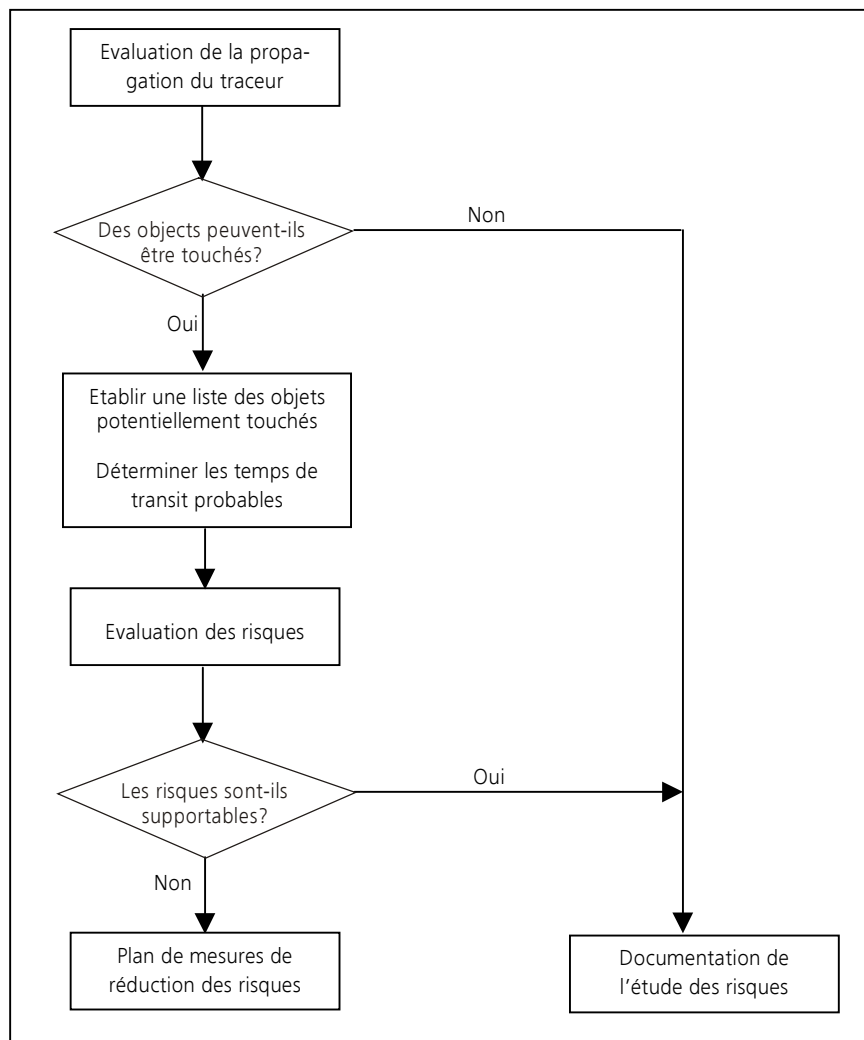 Evaluation de la propa-
gation du traceur
Des objects peuvent-ils
être touchés?
Non
Oui
Etablir une liste des objets
potentiellement touchés
Déterminer les temps de
transit probables
Evaluation des risques
Les risques sont-ils
supportables?
Oui
Non
Plan de mesures de
réduction des risques
Documentation de
l'étude des risques